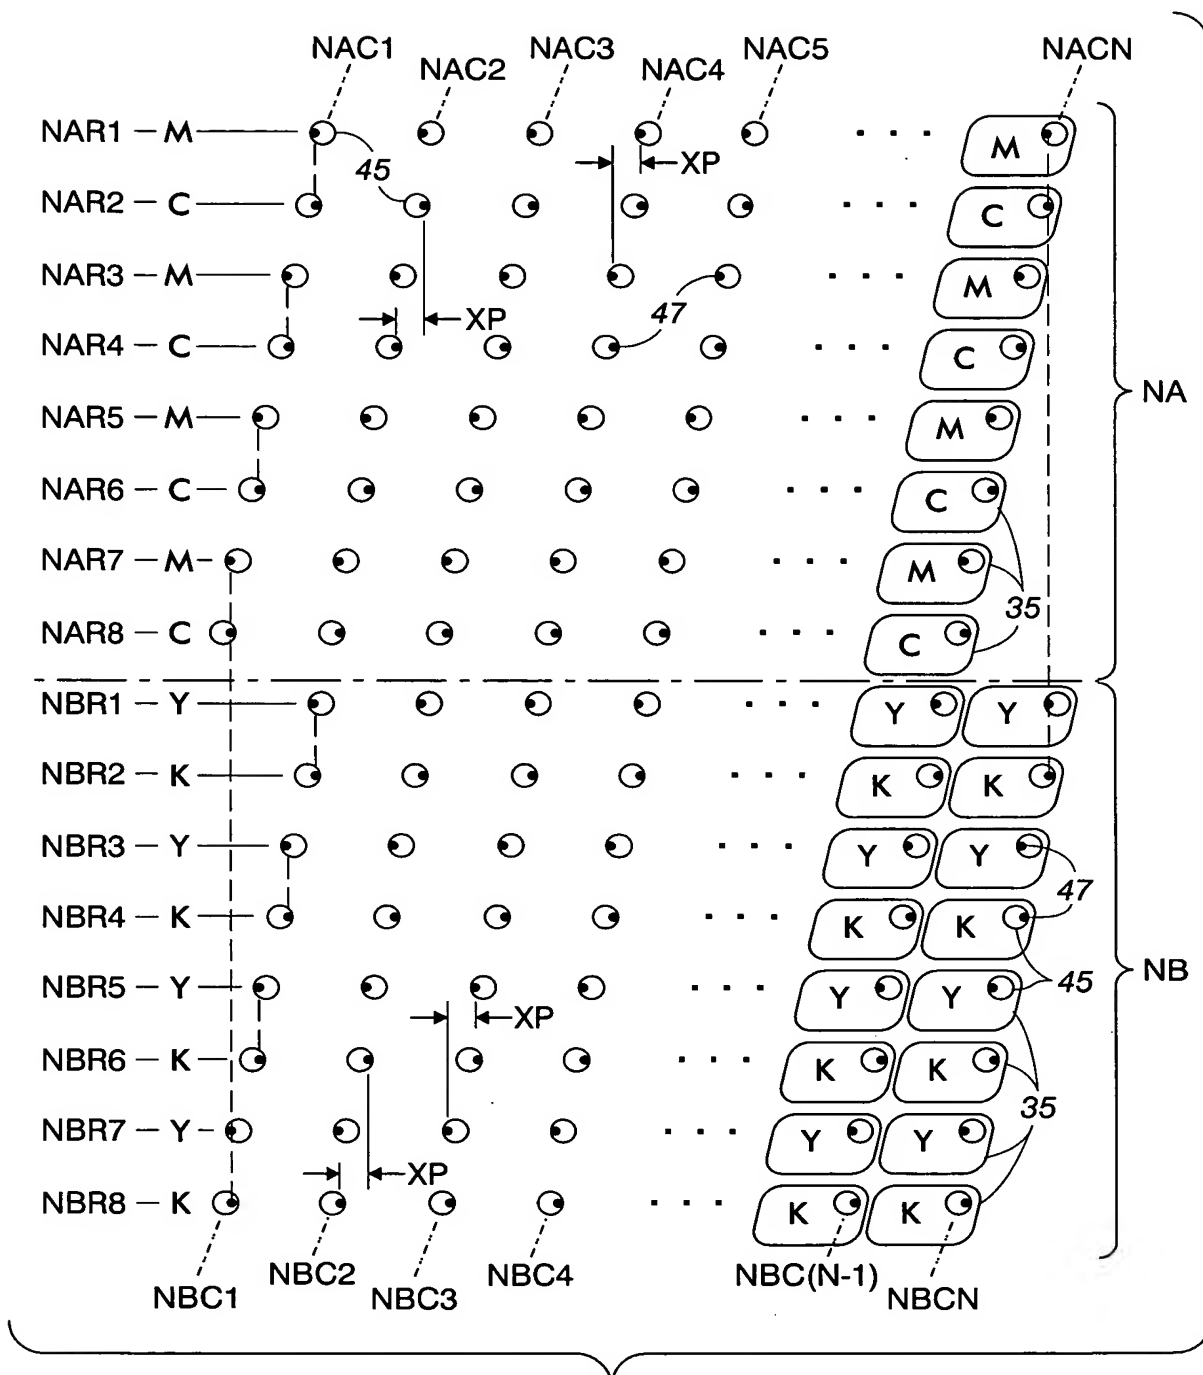 NAC1 NAC2 NAC3 NAC4 NAC5 NACN
NAR1 – M 45 XP M
NAR2 – C C
NAR3 – M 47 M
XP
NAR4 – C C
NA
NAR5 – M M
NAR6 – C C
NAR7 – M M
35
NAR8 – C C
NBR1 – Y Y Y
NBR2 – K K K
NBR3 – Y Y Y
47
NBR4 – K K K
45
NB
NBR5 – Y XP Y Y
NBR6 – K K K
35
NBR7 – Y Y Y
XP
NBR8 – K K K
NBC1 NBC2 NBC3 NBC4 NBC(N-1) NBCN